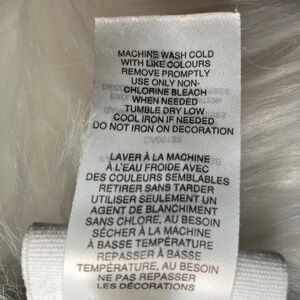 MACHINE WASH COLD
WITH LIKE COLOURS
REMOVE PROMPTLY
USE ONLY NON-
CHLORINE BLEACH
WHEN NEEDED
TUMBLE DRY LOW
COOL IRON IF NEEDED
DO NOT IRON ON DECORATION
LAVER À LA MACHINE
À L'EAU FROIDE AVEC
DES COULEURS SEMBLABLES
RETIRER SANS TARDER
UTILISER SEULEMENT UN
AGENT DE BLANCHIMENT
SANS CHLORE, AU BESOIN
SÉCHER À LA MACHINE
À BASSE TEMPÉRATURE
REPASSER À BASSE
TEMPÉRATURE, AU BESOIN
NE PAS REPASSER
LES DÉCORATIONS